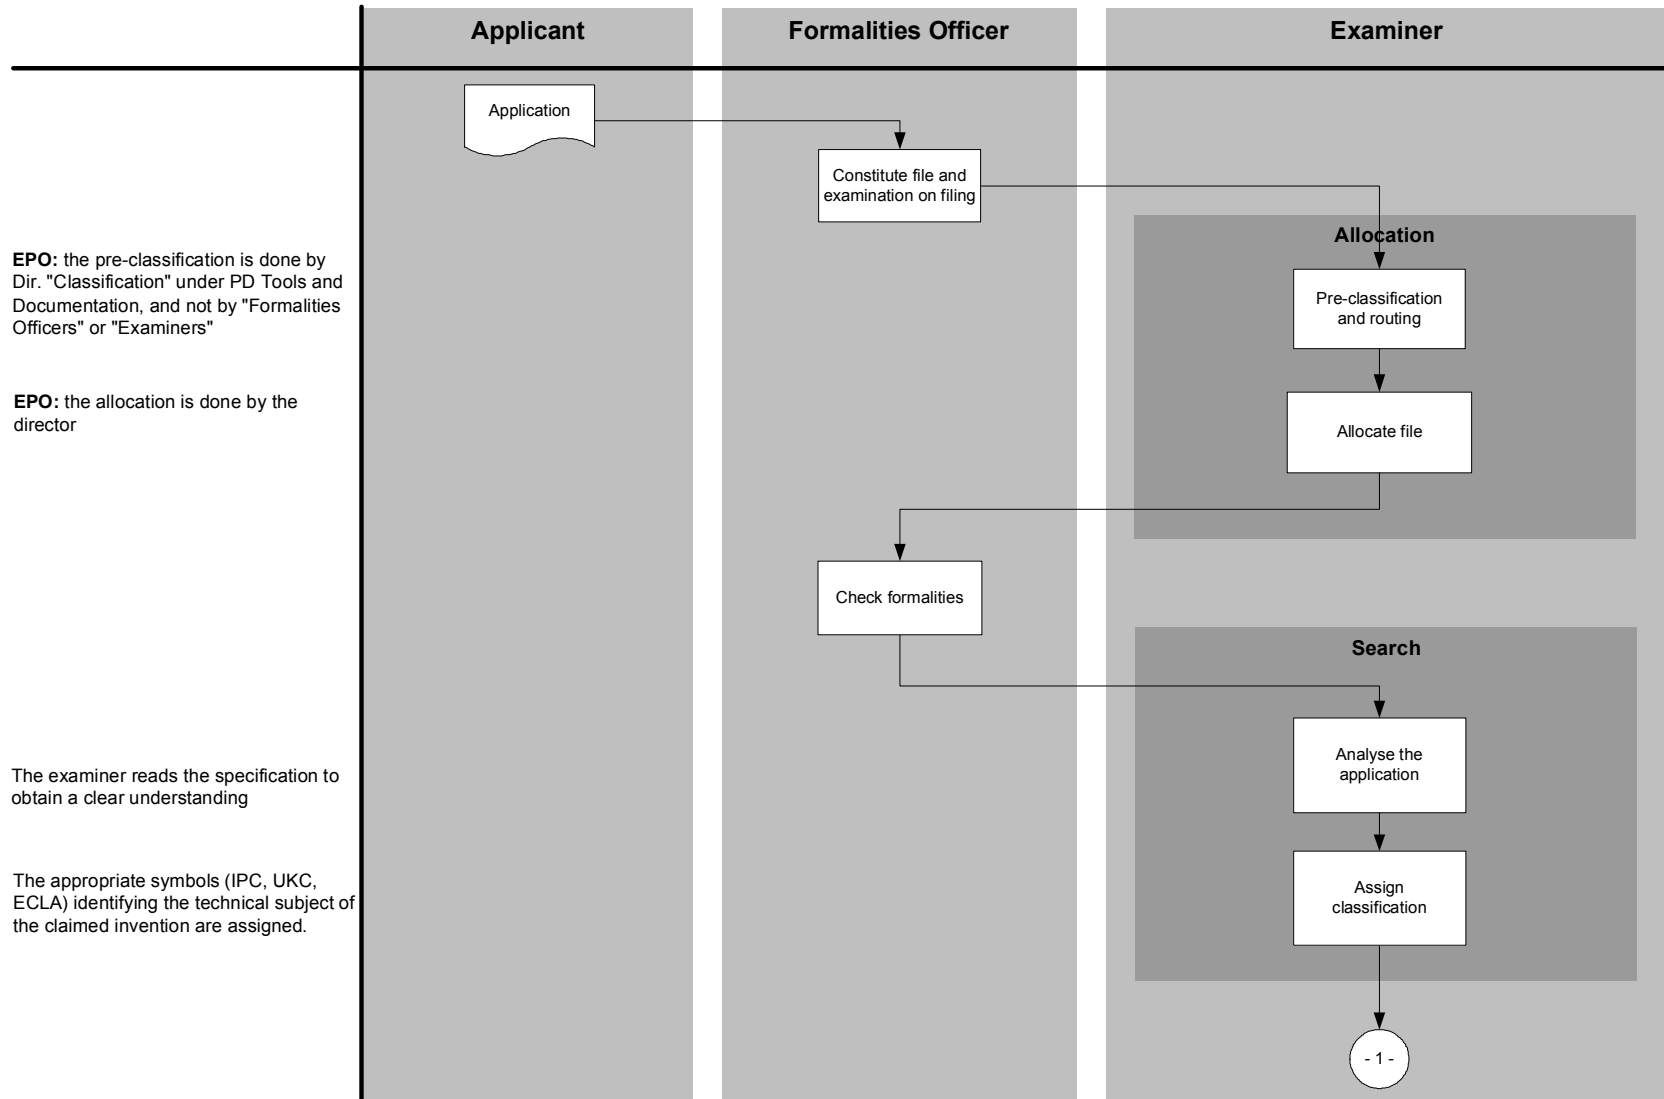 Applicant
Formalities Officer
Examiner
Application
Constitute file and
examination on filing
Allocation
EPO: the pre-classification is done by
Dir. "Classification" under PD Tools and
Documentation, and not by "Formalities
Officers" or "Examiners"
Pre-classification
and routing
EPO: the allocation is done by the
director
Allocate file
Check formalities
Search
The examiner reads the specification to
obtain a clear understanding
Analyse the
application
The appropriate symbols (IPC, UKC,
ECLA) identifying the technical subject of
the claimed invention are assigned.
Assign
classification
- 1 -